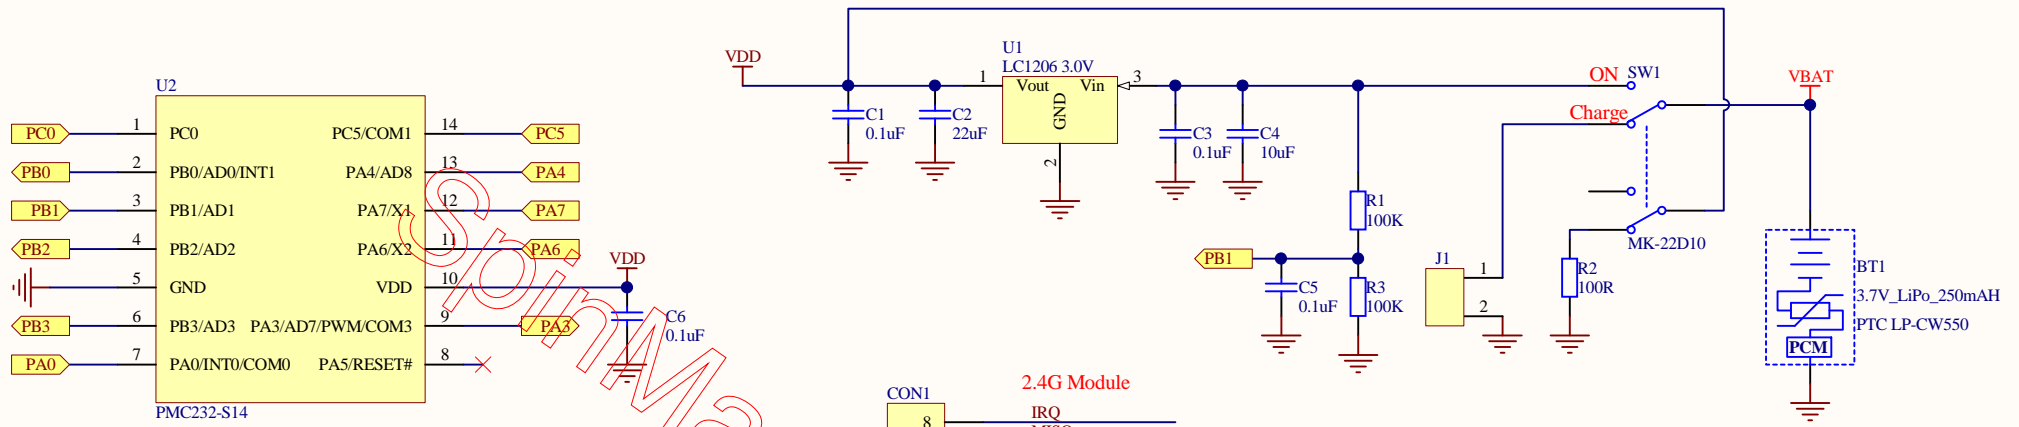 U2
PC0 1 PC0 PC5/COM1 14 PC5
PB0 2 PB0/AD0/INT1 PA4/AD8 13 PA4
PB1 3 PB1/AD1 PA7/X1 12 PA7
PB2 4 PB2/AD2 PA6/X2 11 PA6
5 GND VDD 10
PB3 6 PB3/AD3 PA3/AD7/PWM/COM3 9 PA3
PA0 7 PA0/INT0/COM0 PA5/RESET# 8
PMC232-S14
VDD
C6
0.1uF
SpinMa
VDD
C1
0.1uF
C2
22uF
U1
LC1206 3.0V
1 Vout Vin 3
GND
2
C3
0.1uF
C4
10uF
R1
100K
PB1
C5
0.1uF
R3
100K
ON SW1
Charge
MK-22D10
J1
1
2
R2
100R
VBAT
BT1
3.7V_LiPo_250mAH
PTC LP-CW550
PCM
2.4G Module
CON1
8 IRQ